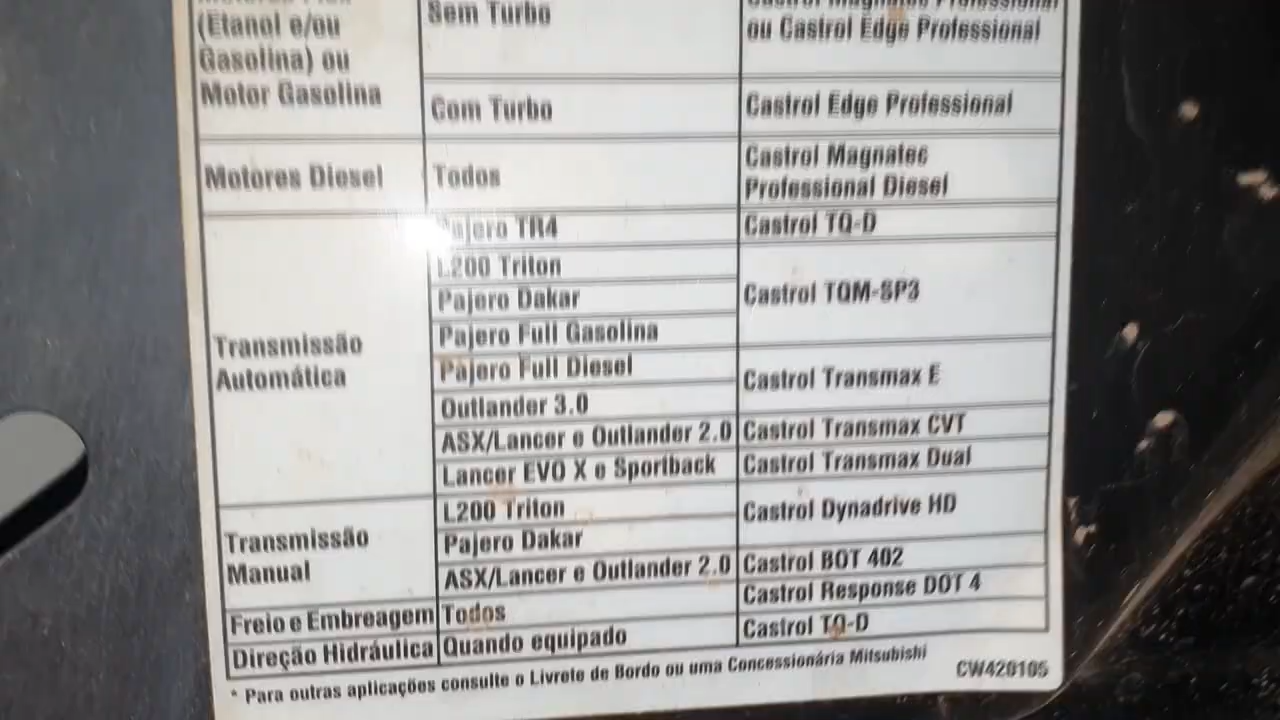 (Etanol e/ou
Gasolina) ou
Motor Gasolina
Sem Turbo
Castrol Magnatec Professional
ou Castrol Edge Professional
Com Turbo
Castrol Edge Professional
Motores Diesel
Todos
Castrol Magnatec
Professional Diesel
Transmissão
Automática
Pajero TR4
Castrol TQ-D
L200 Triton
Pajero Dakar
Pajero Full Gasolina
Castrol TQM-SP3
Pajero Full Diesel
Outlander 3.0
Castrol Transmax E
ASX/Lancer e Outlander 2.0
Castrol Transmax CVT
Lancer EVO X e Sportback
Castrol Transmax Dual
Transmissão
Manual
L200 Triton
Pajero Dakar
Castrol Dynadrive HD
ASX/Lancer e Outlander 2.0
Castrol BOT 402
Freio e Embreagem
Todos
Castrol Response DOT 4
Direção Hidráulica
Quando equipado
Castrol TQ-D
* Para outras aplicações consulte o Livrete de Bordo ou uma Concessionária Mitsubishi
CW420105